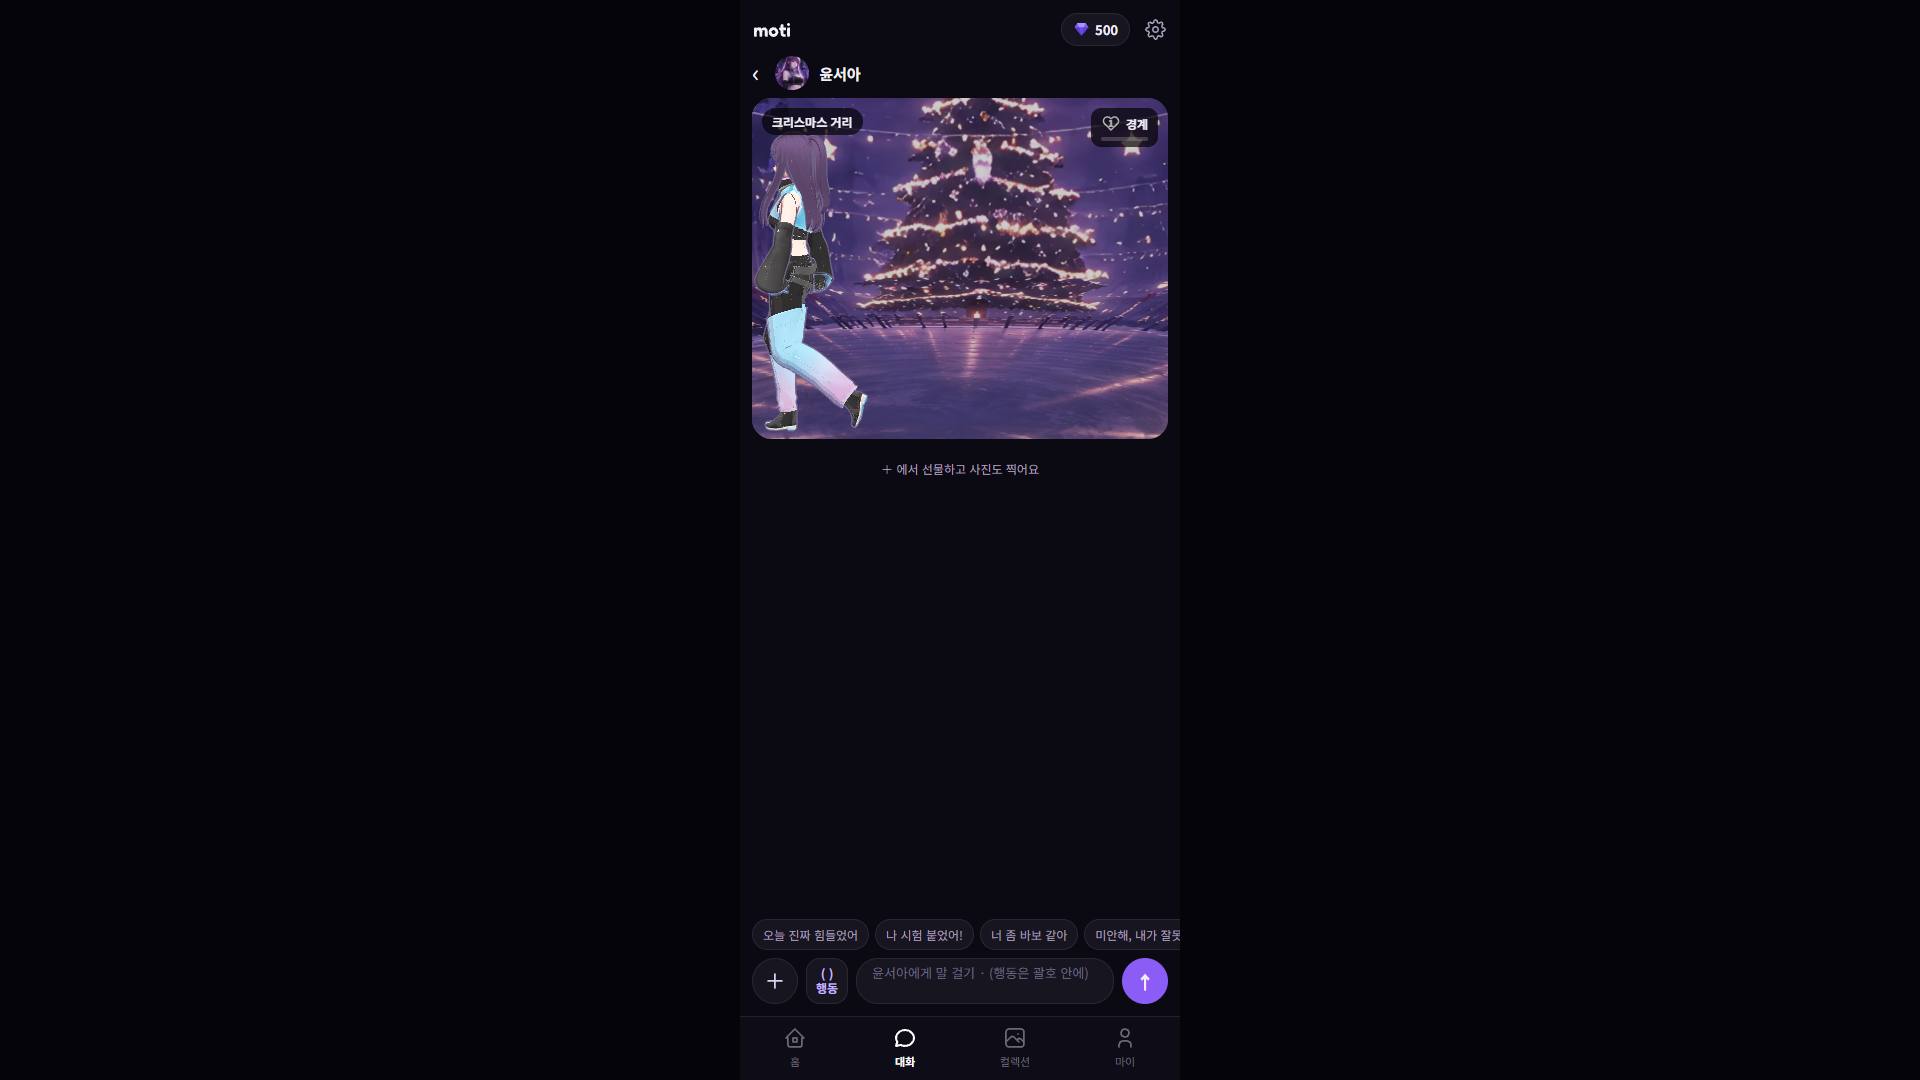 moti
500
윤서아
크리스마스 거리
1 경계
+ 에서 선물하고 사진도 찍어요
오늘 진짜 힘들었어
나 시험 붙었어!
너 좀 바보 같아
미안해, 내가 잘못
( )
행동
윤서아에게 말 걸기 · (행동은 괄호 안에)
홈
대화
컬렉션
마이